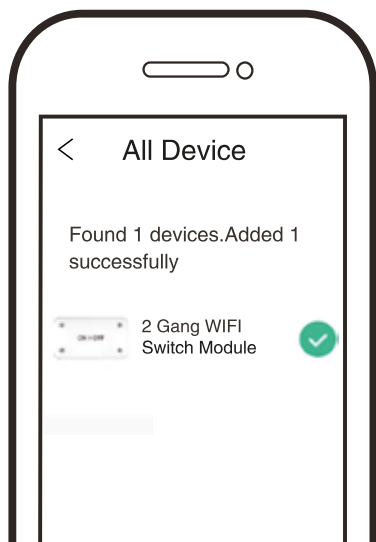 All Device
Found 1 devices.Added 1
successfully
2 Gang WIFI
Switch Module